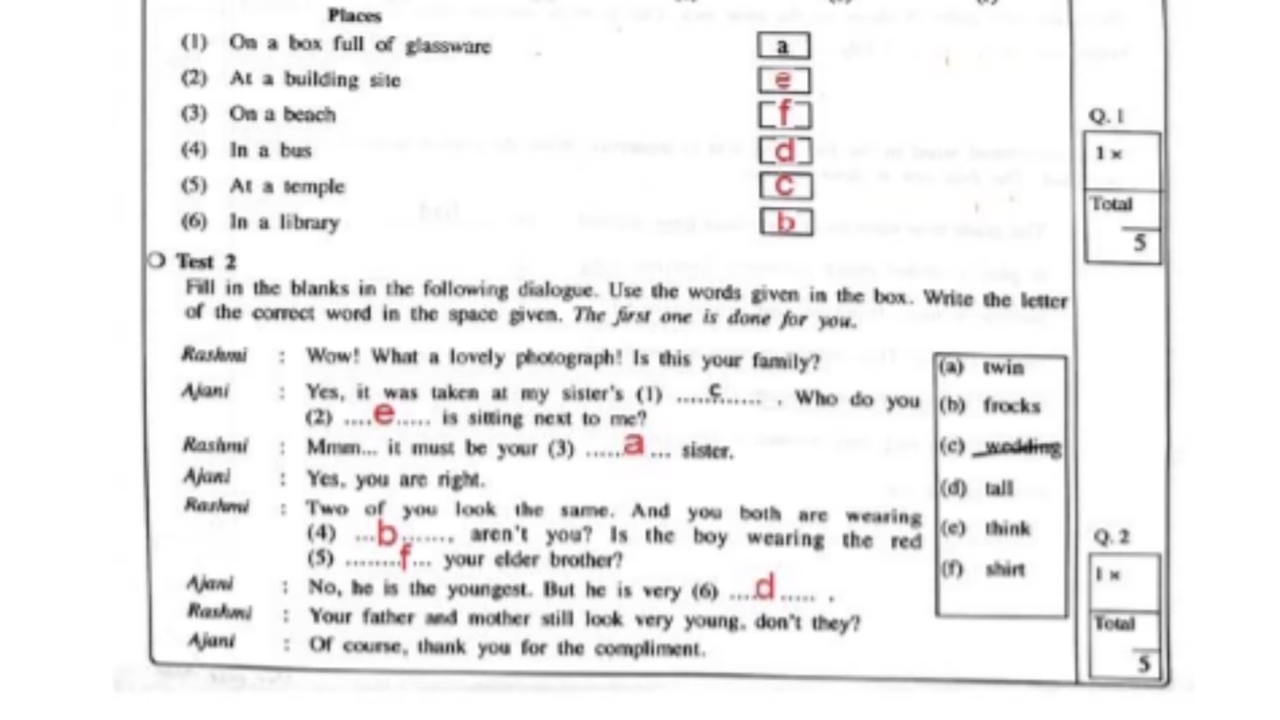 Places
(1) On a box full of glassware a
(2) At a building site e
(3) On a beach f
(4) In a bus d
(5) At a temple c
(6) In a library b
Q. 1
1 ×
Total
5
Test 2
Fill in the blanks in the following dialogue. Use the words given in the box. Write the letter
of the correct word in the space given. The first one is done for you.
Rashmi : Wow! What a lovely photograph! Is this your family?
Ajani : Yes, it was taken at my sister's (1) ......c...... . Who do you
(2) ....e..... is sitting next to me?
Rashmi : Mmm... it must be your (3) ......a... sister.
Ajani : Yes, you are right.
Rashmi : Two of you look the same. And you both are wearing
(4) ...b......., aren't you? Is the boy wearing the red
(5) ........f... your elder brother?
Ajani : No, he is the youngest. But he is very (6) ....d..... .
Rashmi : Your father and mother still look very young, don't they?
Ajani : Of course, thank you for the compliment.
(a) twin
(b) frocks
(c) wedding
(d) tall
(e) think
(f) shirt
Q. 2
1 ×
Total
5